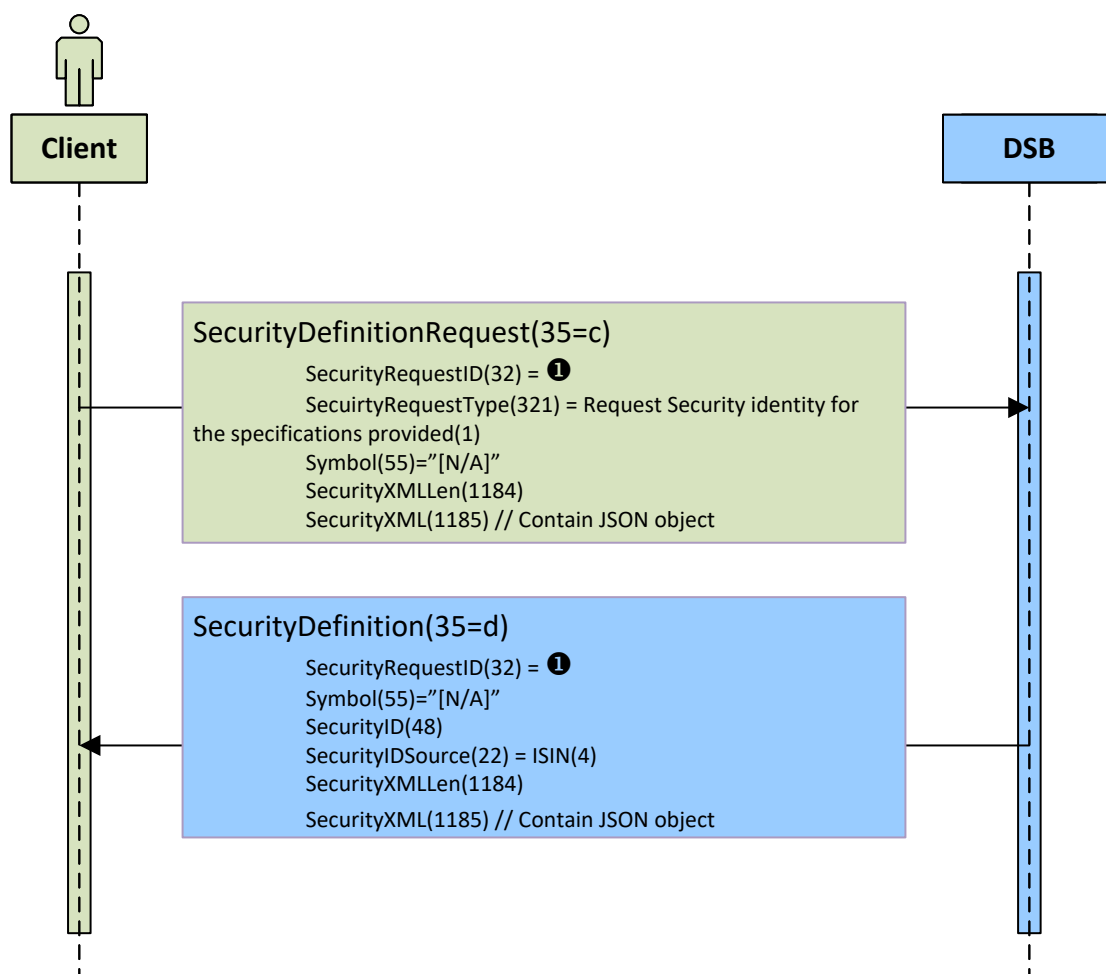 Client
DSB
SecurityDefinitionRequest(35=c)
SecurityRequestID(32) = ❶
SecuirtyRequestType(321) = Request Security identity for
the specifications provided(1)
Symbol(55)=”[N/A]”
SecurityXMLLen(1184)
SecurityXML(1185) // Contain JSON object
SecurityDefinition(35=d)
SecurityRequestID(32) = ❶
Symbol(55)=”[N/A]”
SecurityID(48)
SecurityIDSource(22) = ISIN(4)
SecurityXMLLen(1184)
SecurityXML(1185) // Contain JSON object